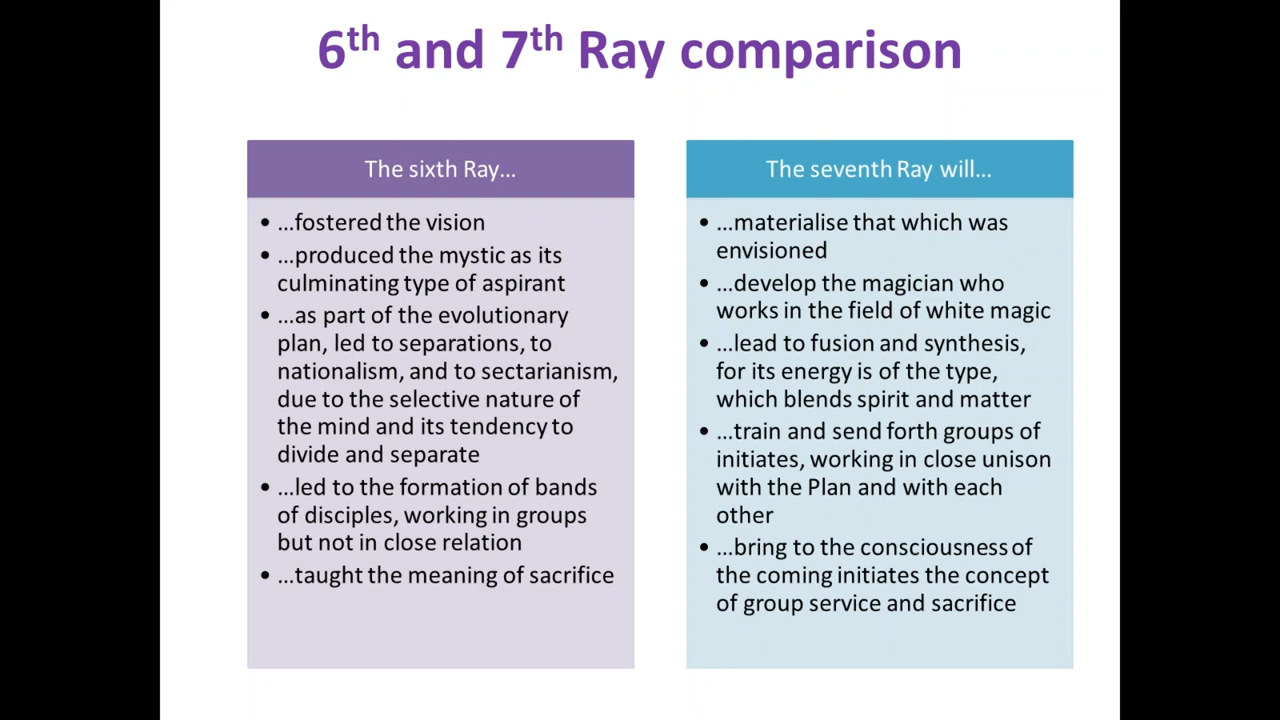 6th and 7th Ray comparison
The sixth Ray...
• ...fostered the vision
• ...produced the mystic as its
culminating type of aspirant
• ...as part of the evolutionary
plan, led to separations, to
nationalism, and to sectarianism,
due to the selective nature of
the mind and its tendency to
divide and separate
• ...led to the formation of bands
of disciples, working in groups
but not in close relation
• ...taught the meaning of sacrifice
The seventh Ray will...
• ...materialise that which was
envisioned
• ...develop the magician who
works in the field of white magic
• ...lead to fusion and synthesis,
for its energy is of the type,
which blends spirit and matter
• ...train and send forth groups of
initiates, working in close unison
with the Plan and with each
other
• ...bring to the consciousness of
the coming initiates the concept
of group service and sacrifice